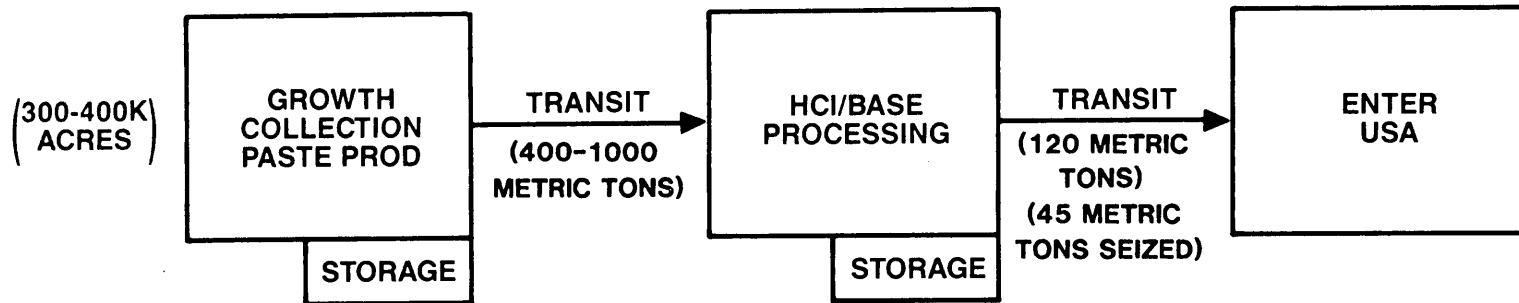 (300-400K
ACRES)
GROWTH
COLLECTION
PASTE PROD
STORAGE
TRANSIT
(400-1000
METRIC TONS)
HCI/BASE
PROCESSING
STORAGE
TRANSIT
(120 METRIC
TONS)
(45 METRIC
TONS SEIZED)
ENTER
USA